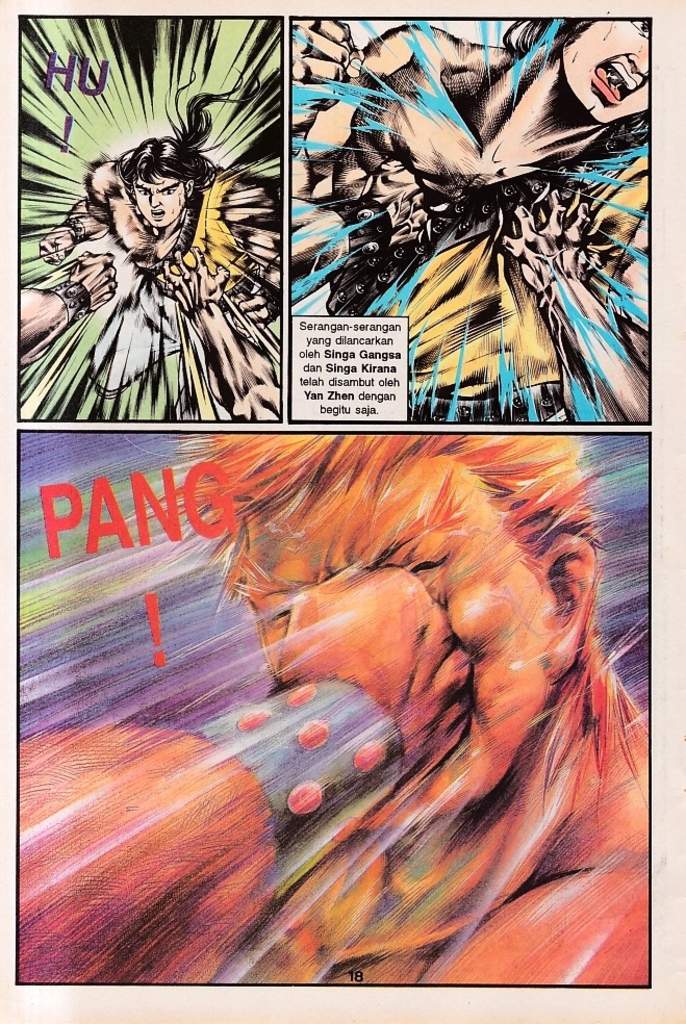 HU
!
Serangan-serangan
yang dilancarkan
oleh Singa Gangsa
dan Singa Kirana
telah disambut oleh
Yan Zhen dengan
begitu saja.
PANG
!
18